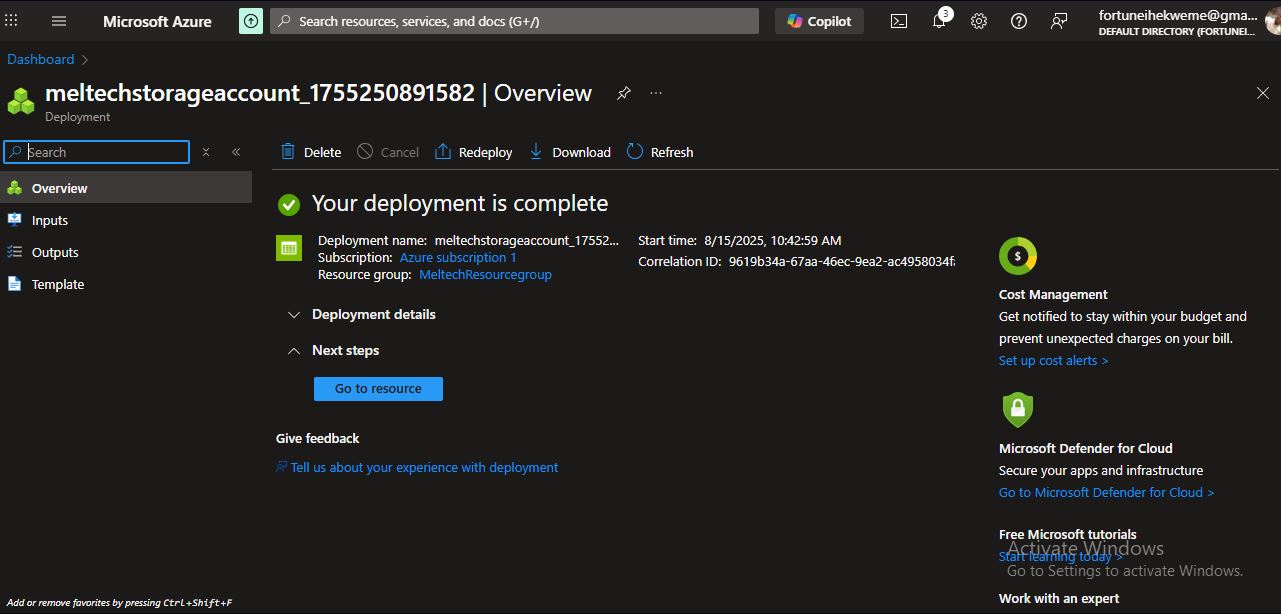 Microsoft Azure
Search resources, services, and docs (G+/)
Copilot
3
fortuneihekweme@gma...
DEFAULT DIRECTORY (FORTUNEI...
Dashboard >
meltechstorageaccount_1755250891582 | Overview
Deployment
Search
Delete
Cancel
Redeploy
Download
Refresh
Overview
Inputs
Outputs
Template
Your deployment is complete
Deployment name: meltechstorageaccount_17552...
Subscription: Azure subscription 1
Resource group: MeltechResourcegroup
Start time: 8/15/2025, 10:42:59 AM
Correlation ID: 9619b34a-67aa-46ec-9ea2-ac4958034f
Deployment details
Next steps
Go to resource
Give feedback
Tell us about your experience with deployment
$
Cost Management
Get notified to stay within your budget and
prevent unexpected charges on your bill.
Set up cost alerts >
Microsoft Defender for Cloud
Secure your apps and infrastructure
Go to Microsoft Defender for Cloud >
Free Microsoft tutorials
Start learning today >
Work with an expert
Activate Windows
Go to Settings to activate Windows.
Add or remove favorites by pressing Ctrl+Shift+F